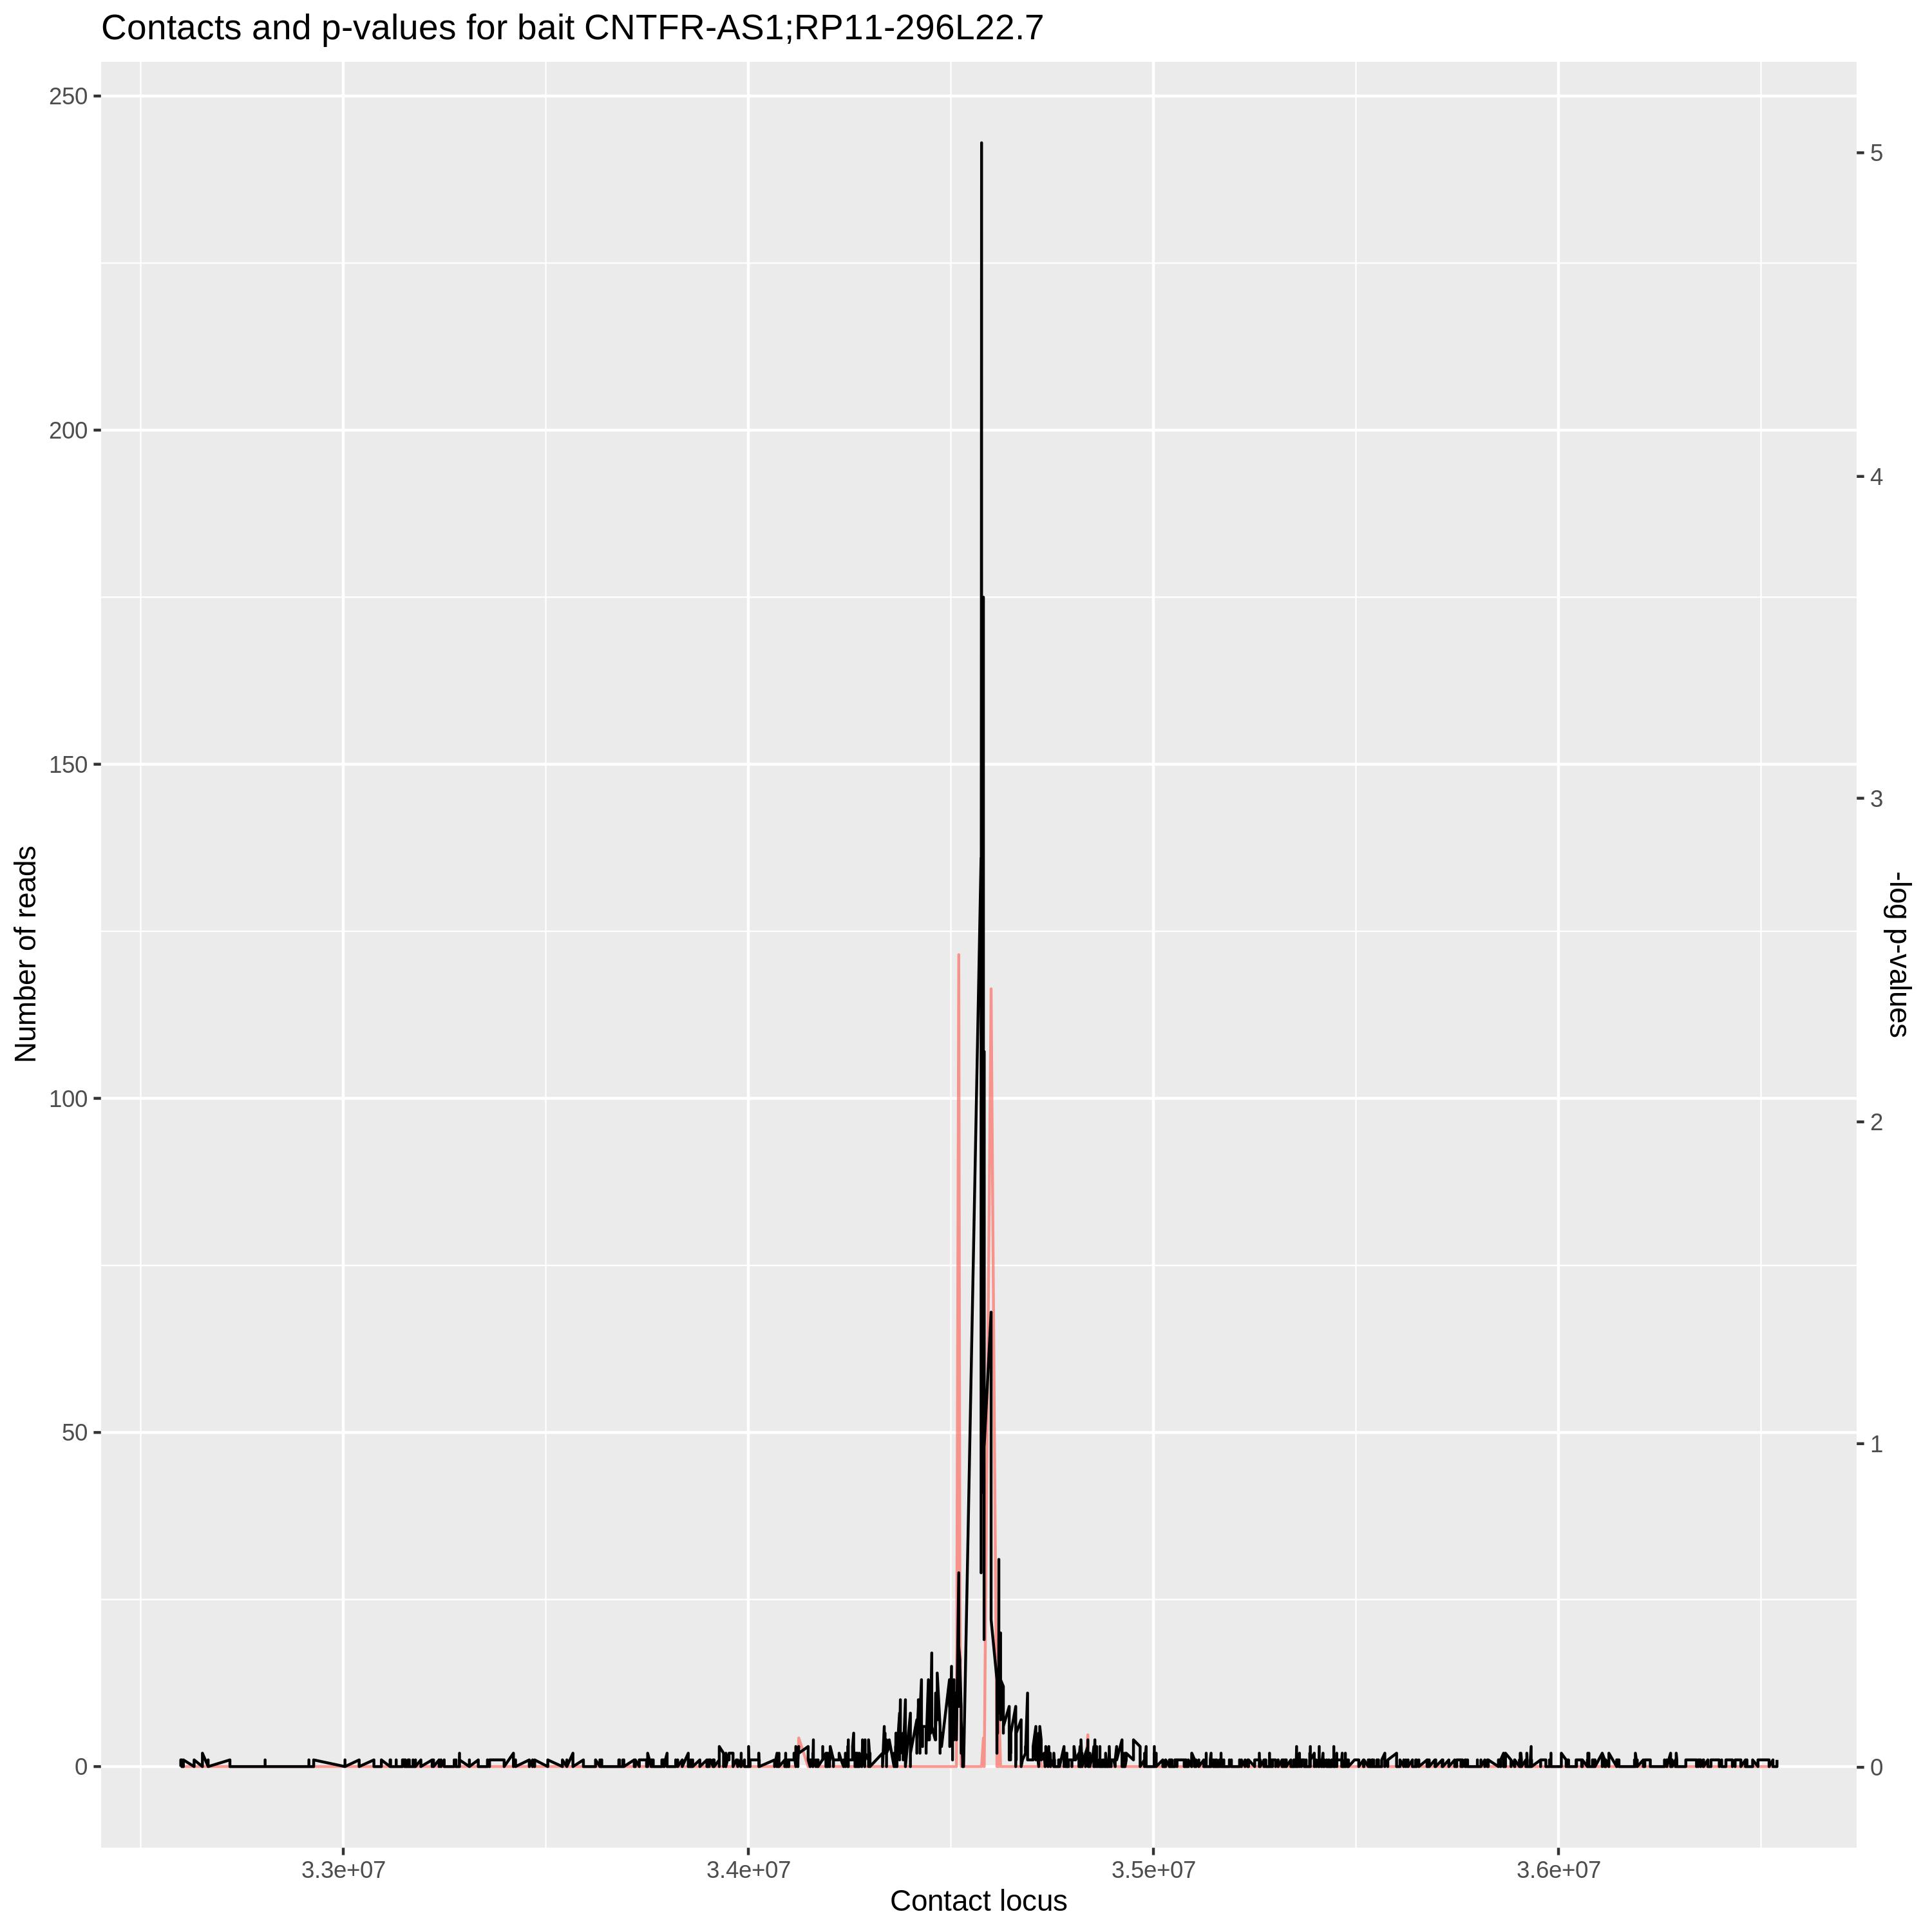 Contacts and p-values for bait CNTFR-AS1;RP11-296L22.7
250
200
150
100
50
0
Number of reads
5
4
3
2
1
0
-log p-values
3.3e+07 3.4e+07 3.5e+07 3.6e+07
Contact locus